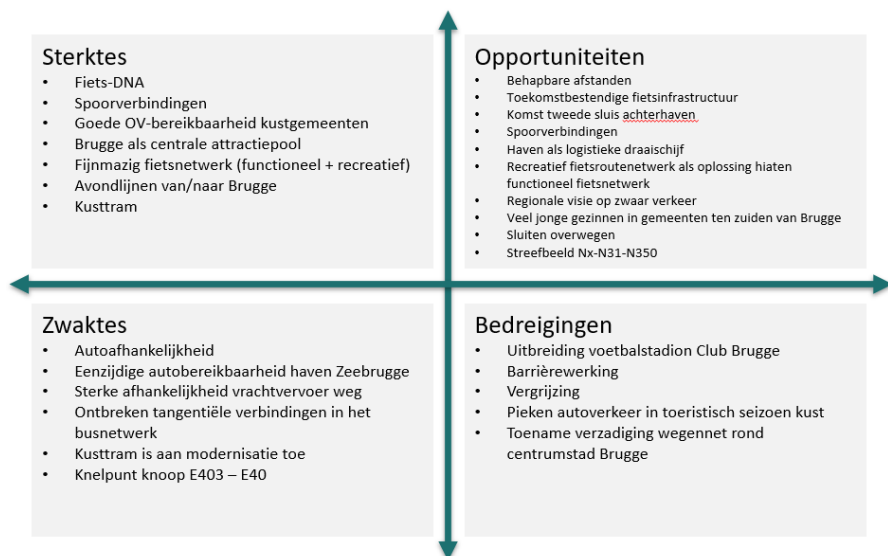 Sterktes
• Fiets-DNA
• Spoorverbindingen
• Goede OV-bereikbaarheid kustgemeenten
• Brugge als centrale attractiepool
• Fijnmazig fietsnetwerk (functioneel + recreatief)
• Avondlijnen van/naar Brugge
• Kusttram
Opportuniteiten
• Behapbare afstanden
• Toekomstbestendige fietsinfrastructuur
• Komst tweede sluis achterhaven
• Spoorverbindingen
• Haven als logistieke draaischijf
• Recreatief fietsroutenetwerk als oplossing hiaten
functioneel fietsnetwerk
• Regionale visie op zwaar verkeer
• Veel jonge gezinnen in gemeenten ten zuiden van Brugge
• Sluiten overwegen
• Streefbeeld Nx-N31-N350
Zwaktes
• Autoafhankelijkheid
• Eenzijdige autobereikbaarheid haven Zeebrugge
• Sterke afhankelijkheid vrachtvervoer weg
• Ontbreken tangentiële verbindingen in het
busnetwerk
• Kusttram is aan modernisatie toe
• Knelpunt knoop E403 – E40
Bedreigingen
• Uitbreiding voetbalstadion Club Brugge
• Barrièrewerking
• Vergrijzing
• Pieken autoverkeer in toeristisch seizoen kust
• Toename verzadiging wegennet rond
centrumstad Brugge